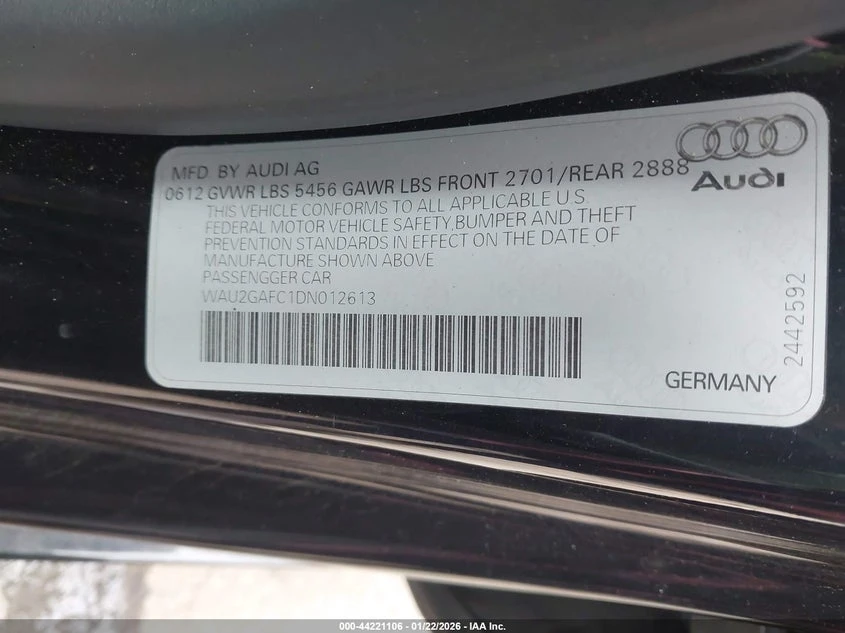 MFD. BY AUDI AG
0612 GVWR LBS 5456 GAWR LBS FRONT 2701/REAR 2888
THIS VEHICLE CONFORMS TO ALL APPLICABLE U.S.
FEDERAL MOTOR VEHICLE SAFETY,BUMPER AND THEFT
PREVENTION STANDARDS IN EFFECT ON THE DATE OF
MANUFACTURE SHOWN ABOVE
PASSENGGER CAR
WAU2GAFC1DN012613
Audi
2442592
GERMANY
000-44221106 - 01/22/2026 - IAA Inc.